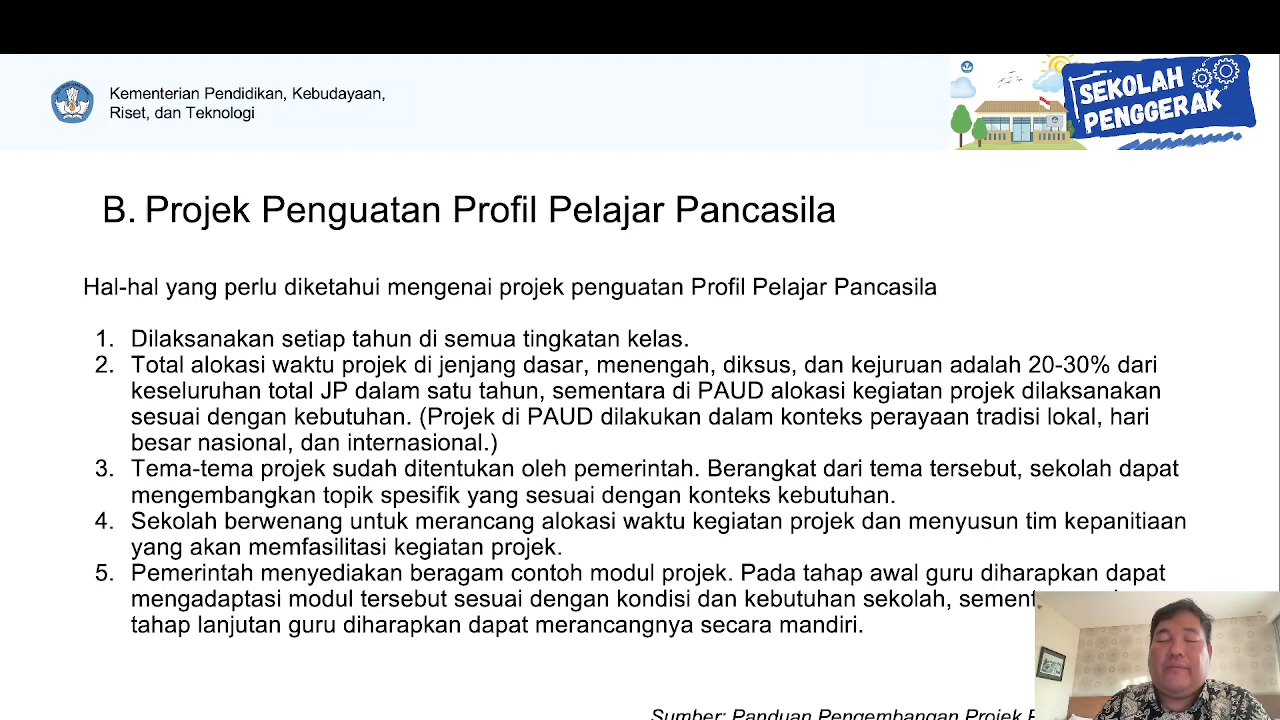 Kementerian Pendidikan, Kebudayaan,
Riset, dan Teknologi
SEKOLAH
PENGGERAK
B. Projek Penguatan Profil Pelajar Pancasila
Hal-hal yang perlu diketahui mengenai projek penguatan Profil Pelajar Pancasila
1. Dilaksanakan setiap tahun di semua tingkatan kelas.
2. Total alokasi waktu projek di jenjang dasar, menengah, diksus, dan kejuruan adalah 20-30% dari
keseluruhan total JP dalam satu tahun, sementara di PAUD alokasi kegiatan projek dilaksanakan
sesuai dengan kebutuhan. (Projek di PAUD dilakukan dalam konteks perayaan tradisi lokal, hari
besar nasional, dan internasional.)
3. Tema-tema projek sudah ditentukan oleh pemerintah. Berangkat dari tema tersebut, sekolah dapat
mengembangkan topik spesifik yang sesuai dengan konteks kebutuhan.
4. Sekolah berwenang untuk merancang alokasi waktu kegiatan projek dan menyusun tim kepanitiaan
yang akan memfasilitasi kegiatan projek.
5. Pemerintah menyediakan beragam contoh modul projek. Pada tahap awal guru diharapkan dapat
mengadaptasi modul tersebut sesuai dengan kondisi dan kebutuhan sekolah,
tahap lanjutan guru diharapkan dapat merancangnya secara mandiri.
Sumber: Panduan Pengembangan Projek